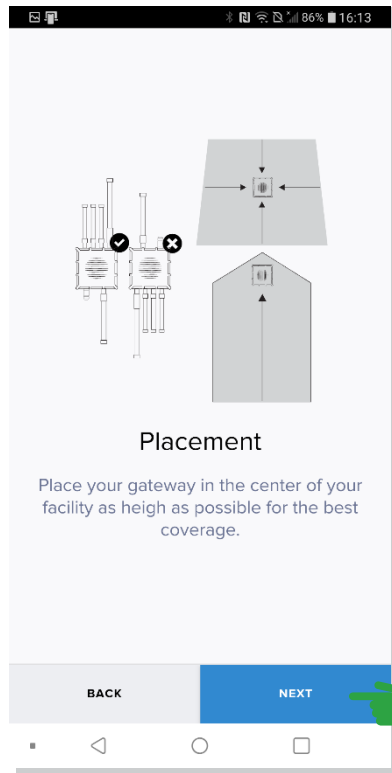 86% 16:13
Placement
Place your gateway in the center of your
facility as heigh as possible for the best
coverage.
BACK
NEXT